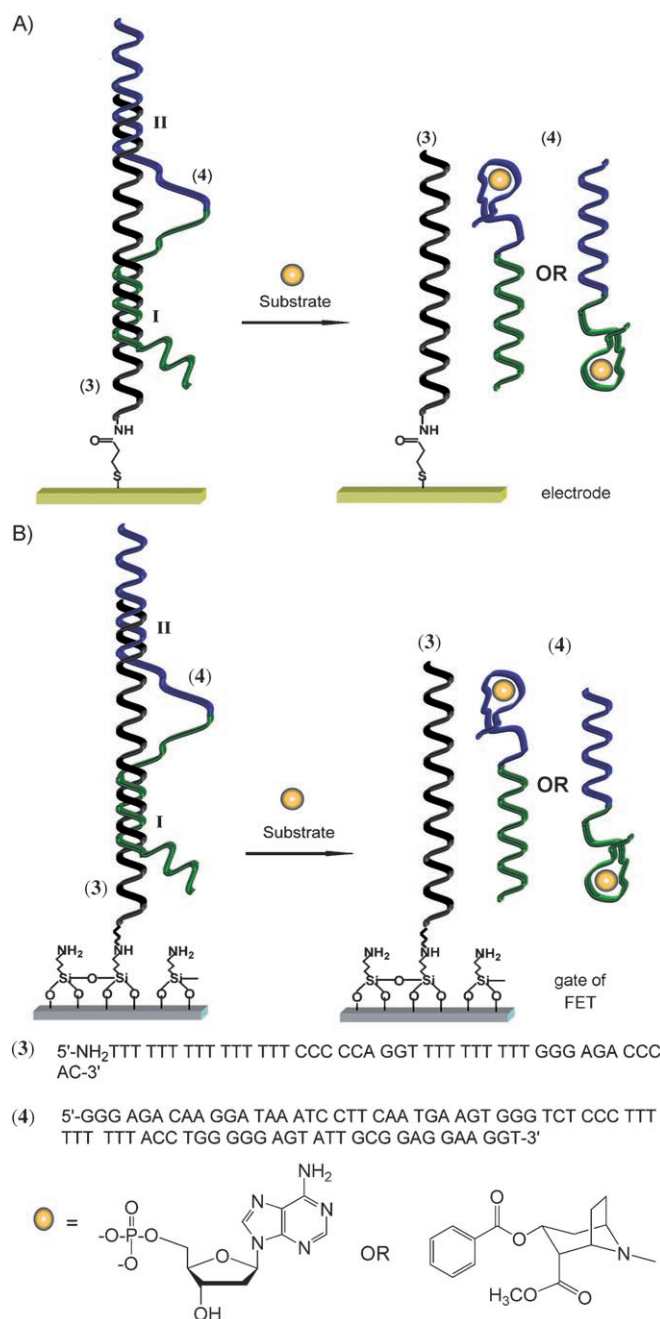 A)
II
(4)
I
(3)
NH
O
S
Substrate
(3)
(4)
OR
NH
O
S
electrode
B)
II
(4)
I
(3)
NH2 NH NH2
Si O Si Si
O O O O O O
Substrate
(3)
(4)
OR
NH2 NH NH2
Si O Si Si
O O O O O O
gate of
FET
(3) 5'-NH2TTT TTT TTT TTT TTT CCC CCA GGT TTT TTT TTT GGG AGA CCC
AC-3'
(4) 5'-GGG AGA CAA GGA TAA ATC CTT CAA TGA AGT GGG TCT CCC TTT
TTT TTT ACC TGG GGG AGT ATT GCG GAG GAA GGT-3'
=
NH2
N N
N N
O
-O-P-O
O-
O
OH
OR
O
O
N
H3CO O